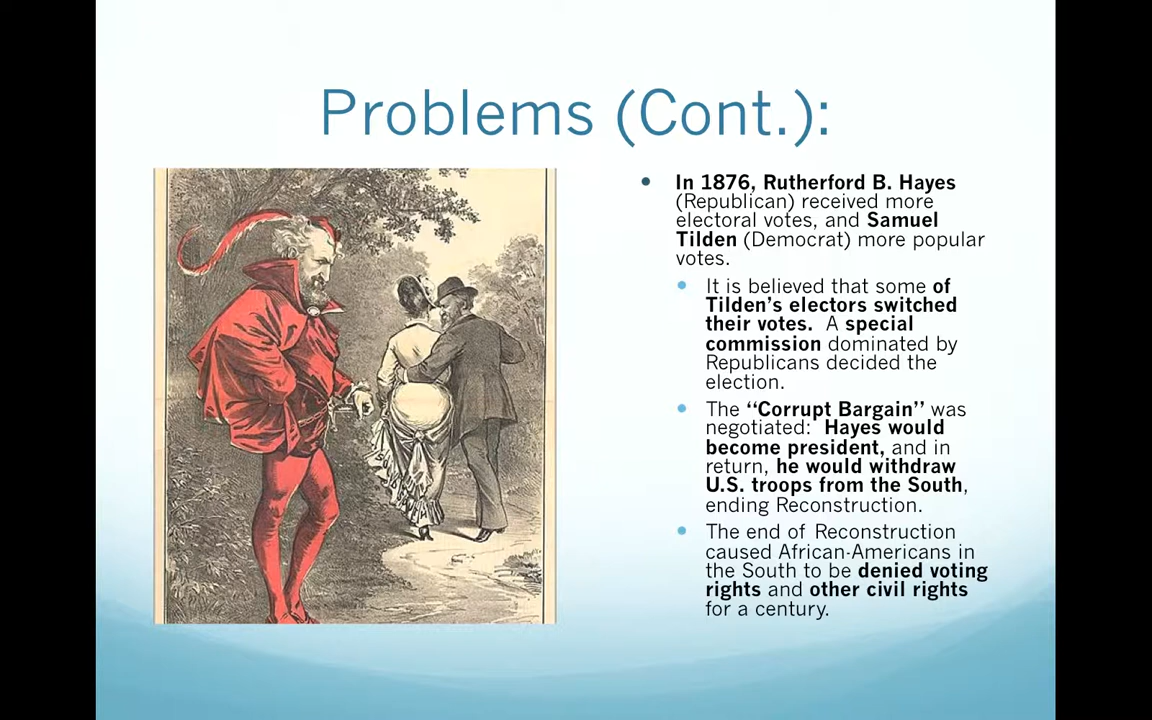 Problems (Cont.):
In 1876, Rutherford B. Hayes
(Republican) received more
electoral votes, and Samuel
Tilden (Democrat) more popular
votes.
It is believed that some of
Tilden’s electors switched
their votes.  A special
commission dominated by
Republicans decided the
election.
The “Corrupt Bargain” was
negotiated:  Hayes would
become president, and in
return, he would withdraw
U.S. troops from the South,
ending Reconstruction.
The end of Reconstruction
caused African-Americans in
the South to be denied voting
rights and other civil rights
for a century.